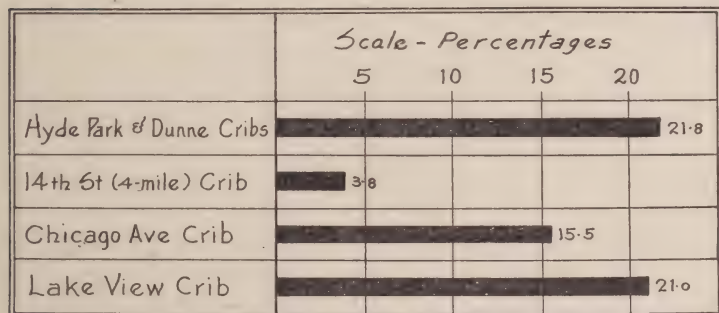 Scale - Percentages
5 10 15 20
Hyde Park & Dunne Cribs 21.8
14th St (4-mile) Crib 3.8
Chicago Ave Crib 15.5
Lake View Crib 21.0